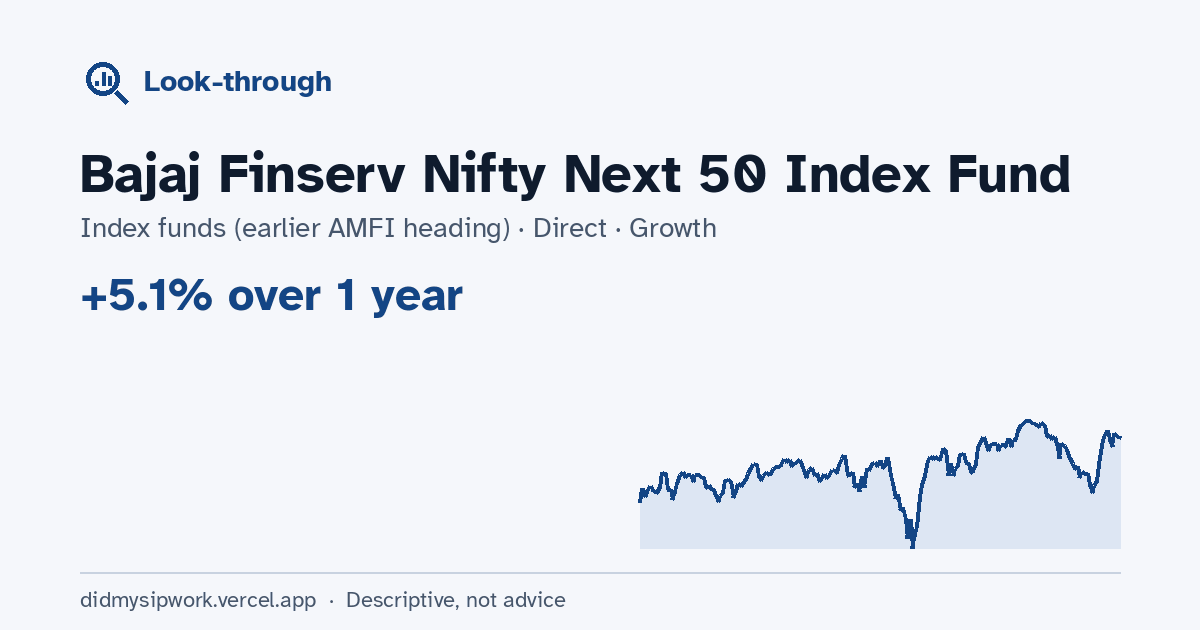 Look-through
Bajaj Finserv Nifty Next 50 Index Fund
Index funds (earlier AMFI heading) · Direct · Growth
+5.1% over 1 year
didmysipwork.vercel.app · Descriptive, not advice